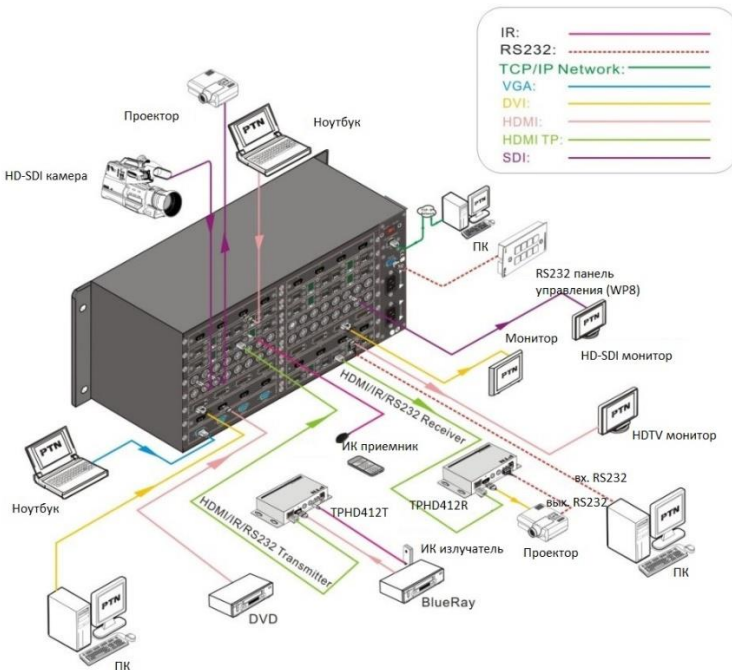 IR:
RS232:
TCP/IP Network:
VGA:
DVI:
HDMI:
HDMI TP:
SDI:
Проектор
PTN
Ноутбук
HD-SDI камера
PTN
ПК
RS232 панель
управления (WP8)
PTN
HD-SDI монитор
Монитор
PTN
PTN
HDTV монитор
HDMI/IR/RS232 Receiver
ИК приемник
PTN
Ноутбук
TPHD412T
TPHD412R
вх. RS232
вых. RS232
Проектор
PTN
ПК
HDMI/IR/RS232 Transmitter
ИК излучатель
BlueRay
DVD
PTN
ПК